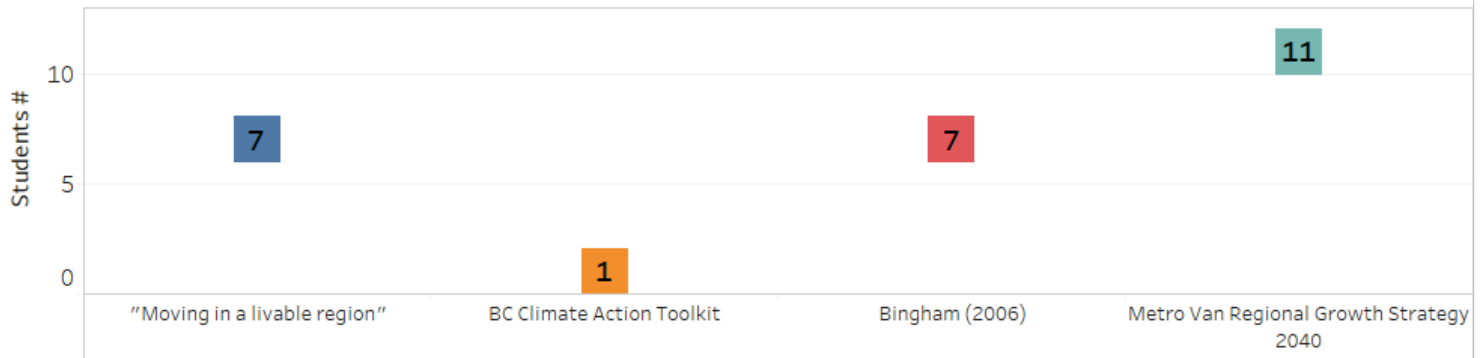 Students #
10
5
0
7
1
7
11
"Moving in a livable region"
BC Climate Action Toolkit
Bingham (2006)
Metro Van Regional Growth Strategy
2040